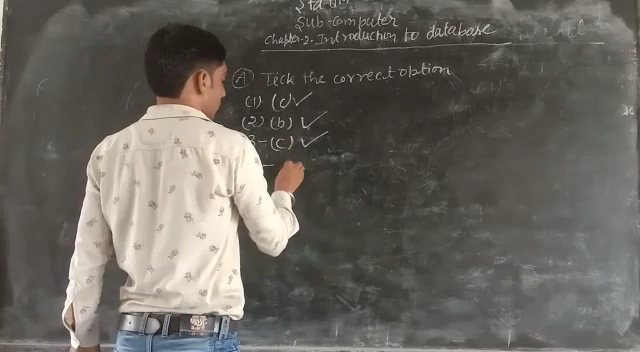 Sub-Computer
Chapter-2-Introduction to database
(A) Tick the correct option
(1) (c) ✓
(2) (b) ✓
3-(c) ✓